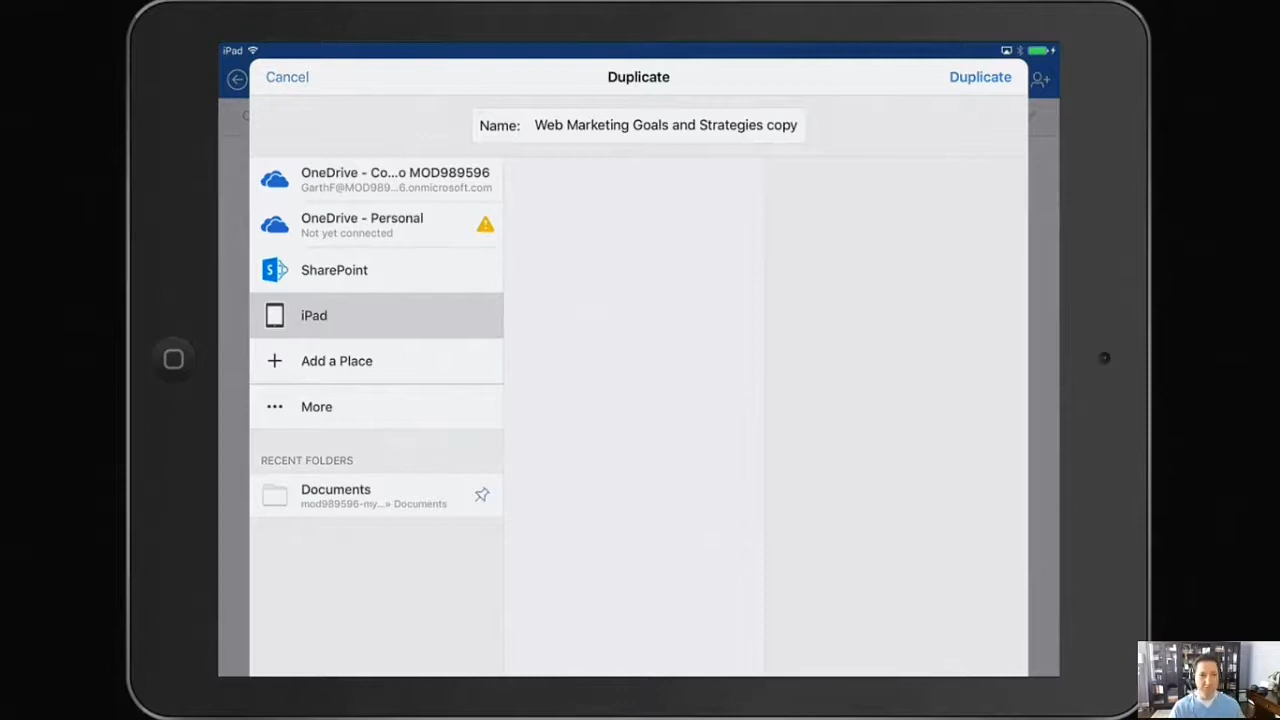 iPad
Cancel
Duplicate
Duplicate
Name: Web Marketing Goals and Strategies copy
OneDrive - Co...o MOD989596
GarthF@MOD989...6.onmicrosoft.com
OneDrive - Personal
Not yet connected
SharePoint
iPad
Add a Place
More
RECENT FOLDERS
Documents
mod989596-my...» Documents